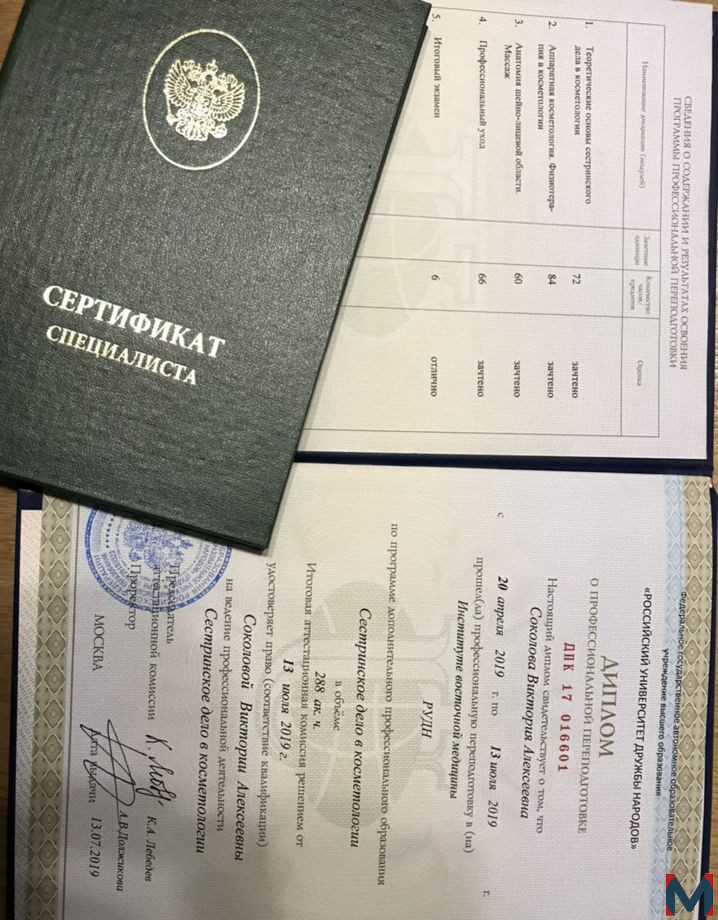 СЕРТИФИКАТ
СПЕЦИАЛИСТА
СВЕДЕНИЯ О СОДЕРЖАНИИ И РЕЗУЛЬТАТАХ ОСВОЕНИЯ
ПРОГРАММЫ ПРОФЕССИОНАЛЬНОЙ ПЕРЕПОДГОТОВКИ
Наименование дисциплин (модулей) Зачетные единицы Количество часов/кредитов Оценка
1. Теоретические основы сестринского
дела в косметологии 72 зачтено
2. Аппаратная косметология. Физиотера-
пия в косметологии 84 зачтено
3. Анатомия шейно-лицевой области.
Массаж 60 зачтено
4. Профессиональный уход 66 зачтено
5. Итоговый экзамен 6 отлично
Федеральное государственное автономное образовательное
учреждение высшего образования
«РОССИЙСКИЙ УНИВЕРСИТЕТ ДРУЖБЫ НАРОДОВ»
ДИПЛОМ
О ПРОФЕССИОНАЛЬНОЙ ПЕРЕПОДГОТОВКЕ
ДПК 17 016601
Настоящий диплом свидетельствует о том, что
Соколова Виктория Алексеевна
с 20 апреля 2019 г. по 13 июля 2019 г.
прошел(ла) профессиональную переподготовку в (на)
Институте восточной медицины
РУДН
по программе дополнительного профессионального образования
Сестринское дело в косметологии
в объёме
288 ак. ч.
Итоговая аттестационная комиссия решением от
13 июля 2019 г.
удостоверяет право (соответствие квалификации)
Соколовой Виктории Алексеевны
на ведение профессиональной деятельности
Сестринское дело в косметологии
Председатель
аттестационной комиссии К.А. Лебедев
Проректор А.В.Должикова
МОСКВА Дата выдачи 13.07.2019
M